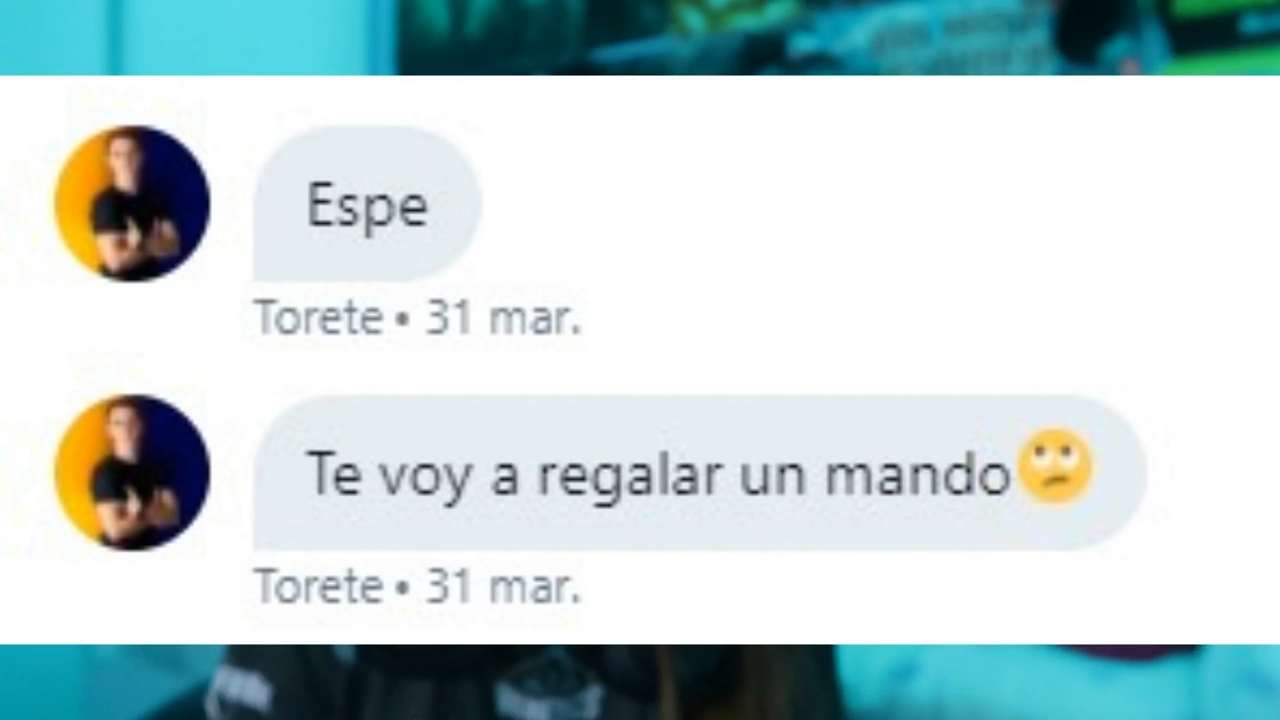 Espe
Torete • 31 mar.
Te voy a regalar un mando🙄
Torete • 31 mar.